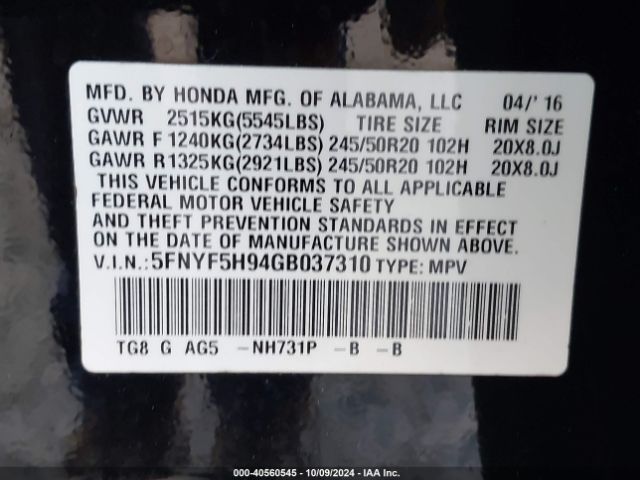 MFD. BY HONDA MFG. OF ALABAMA, LLC 04/' 16
GVWR 2515KG(5545LBS) TIRE SIZE RIM SIZE
GAWR F 1240KG(2734LBS) 245/50R20 102H 20X8.0J
GAWR R 1325KG(2921LBS) 245/50R20 102H 20X8.0J
THIS VEHICLE CONFORMS TO ALL APPLICABLE
FEDERAL MOTOR VEHICLE SAFETY
AND THEFT PREVENTION STANDARDS IN EFFECT
ON THE DATE OF MANUFACTURE SHOWN ABOVE.
V.I.N.:5FNYF5H94GB037310 TYPE: MPV
TG8 G AG5 -NH731P -B -B
000-40560545 - 10/09/2024 - IAA Inc.